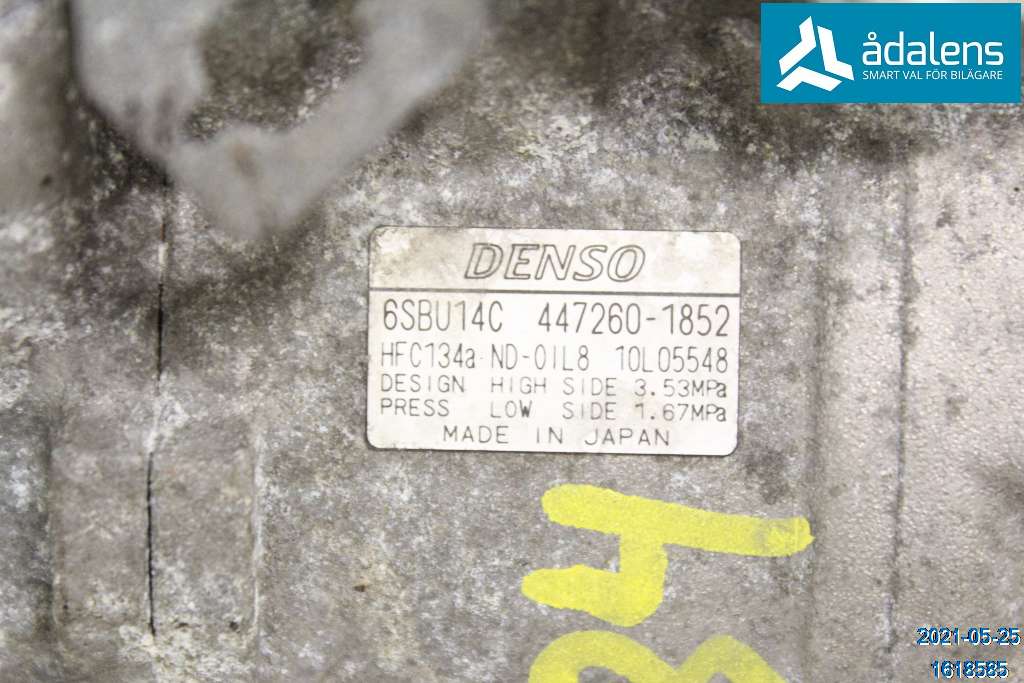 ådalens
SMART VAL FÖR BILÄGARE
DENSO
6SBU14C 447260-1852
HFC134a ND-OIL8 10L05548
DESIGN HIGH SIDE 3.53MPa
PRESS LOW SIDE 1.67MPa
MADE IN JAPAN
2021-05-25
1618585